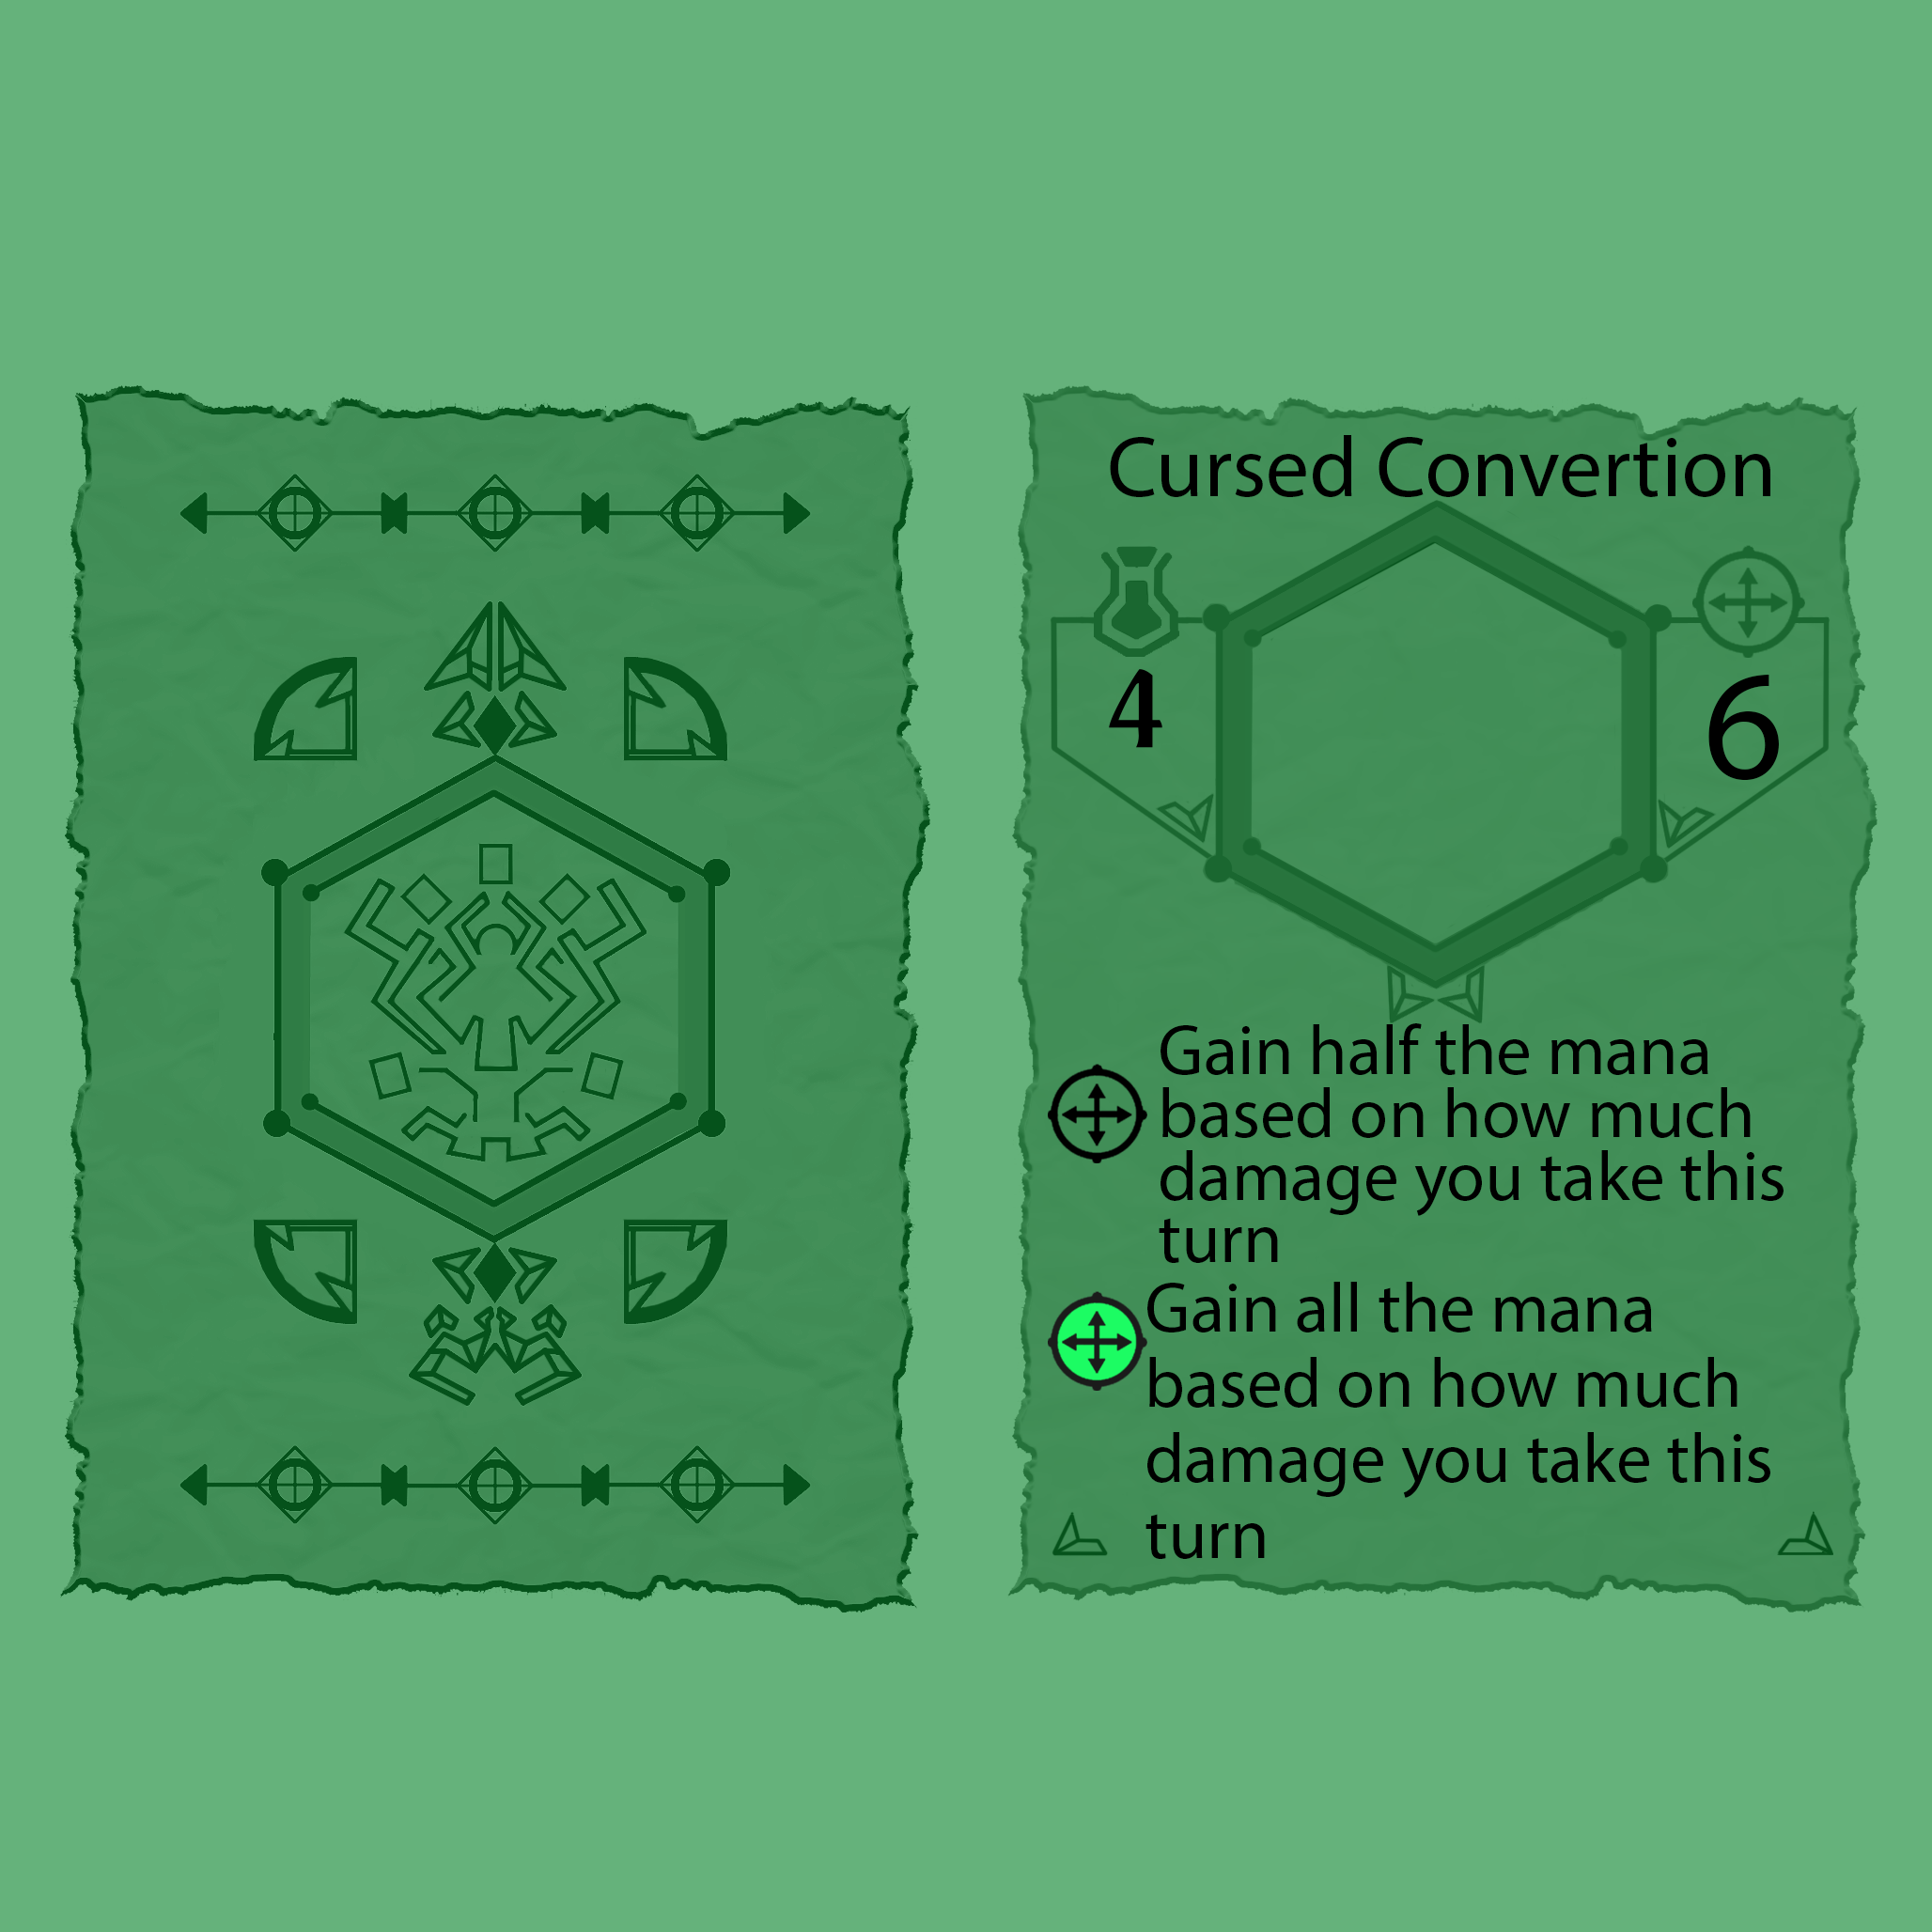 Cursed Convertion
4
6
Gain half the mana
based on how much
damage you take this
turn
Gain all the mana
based on how much
damage you take this
turn